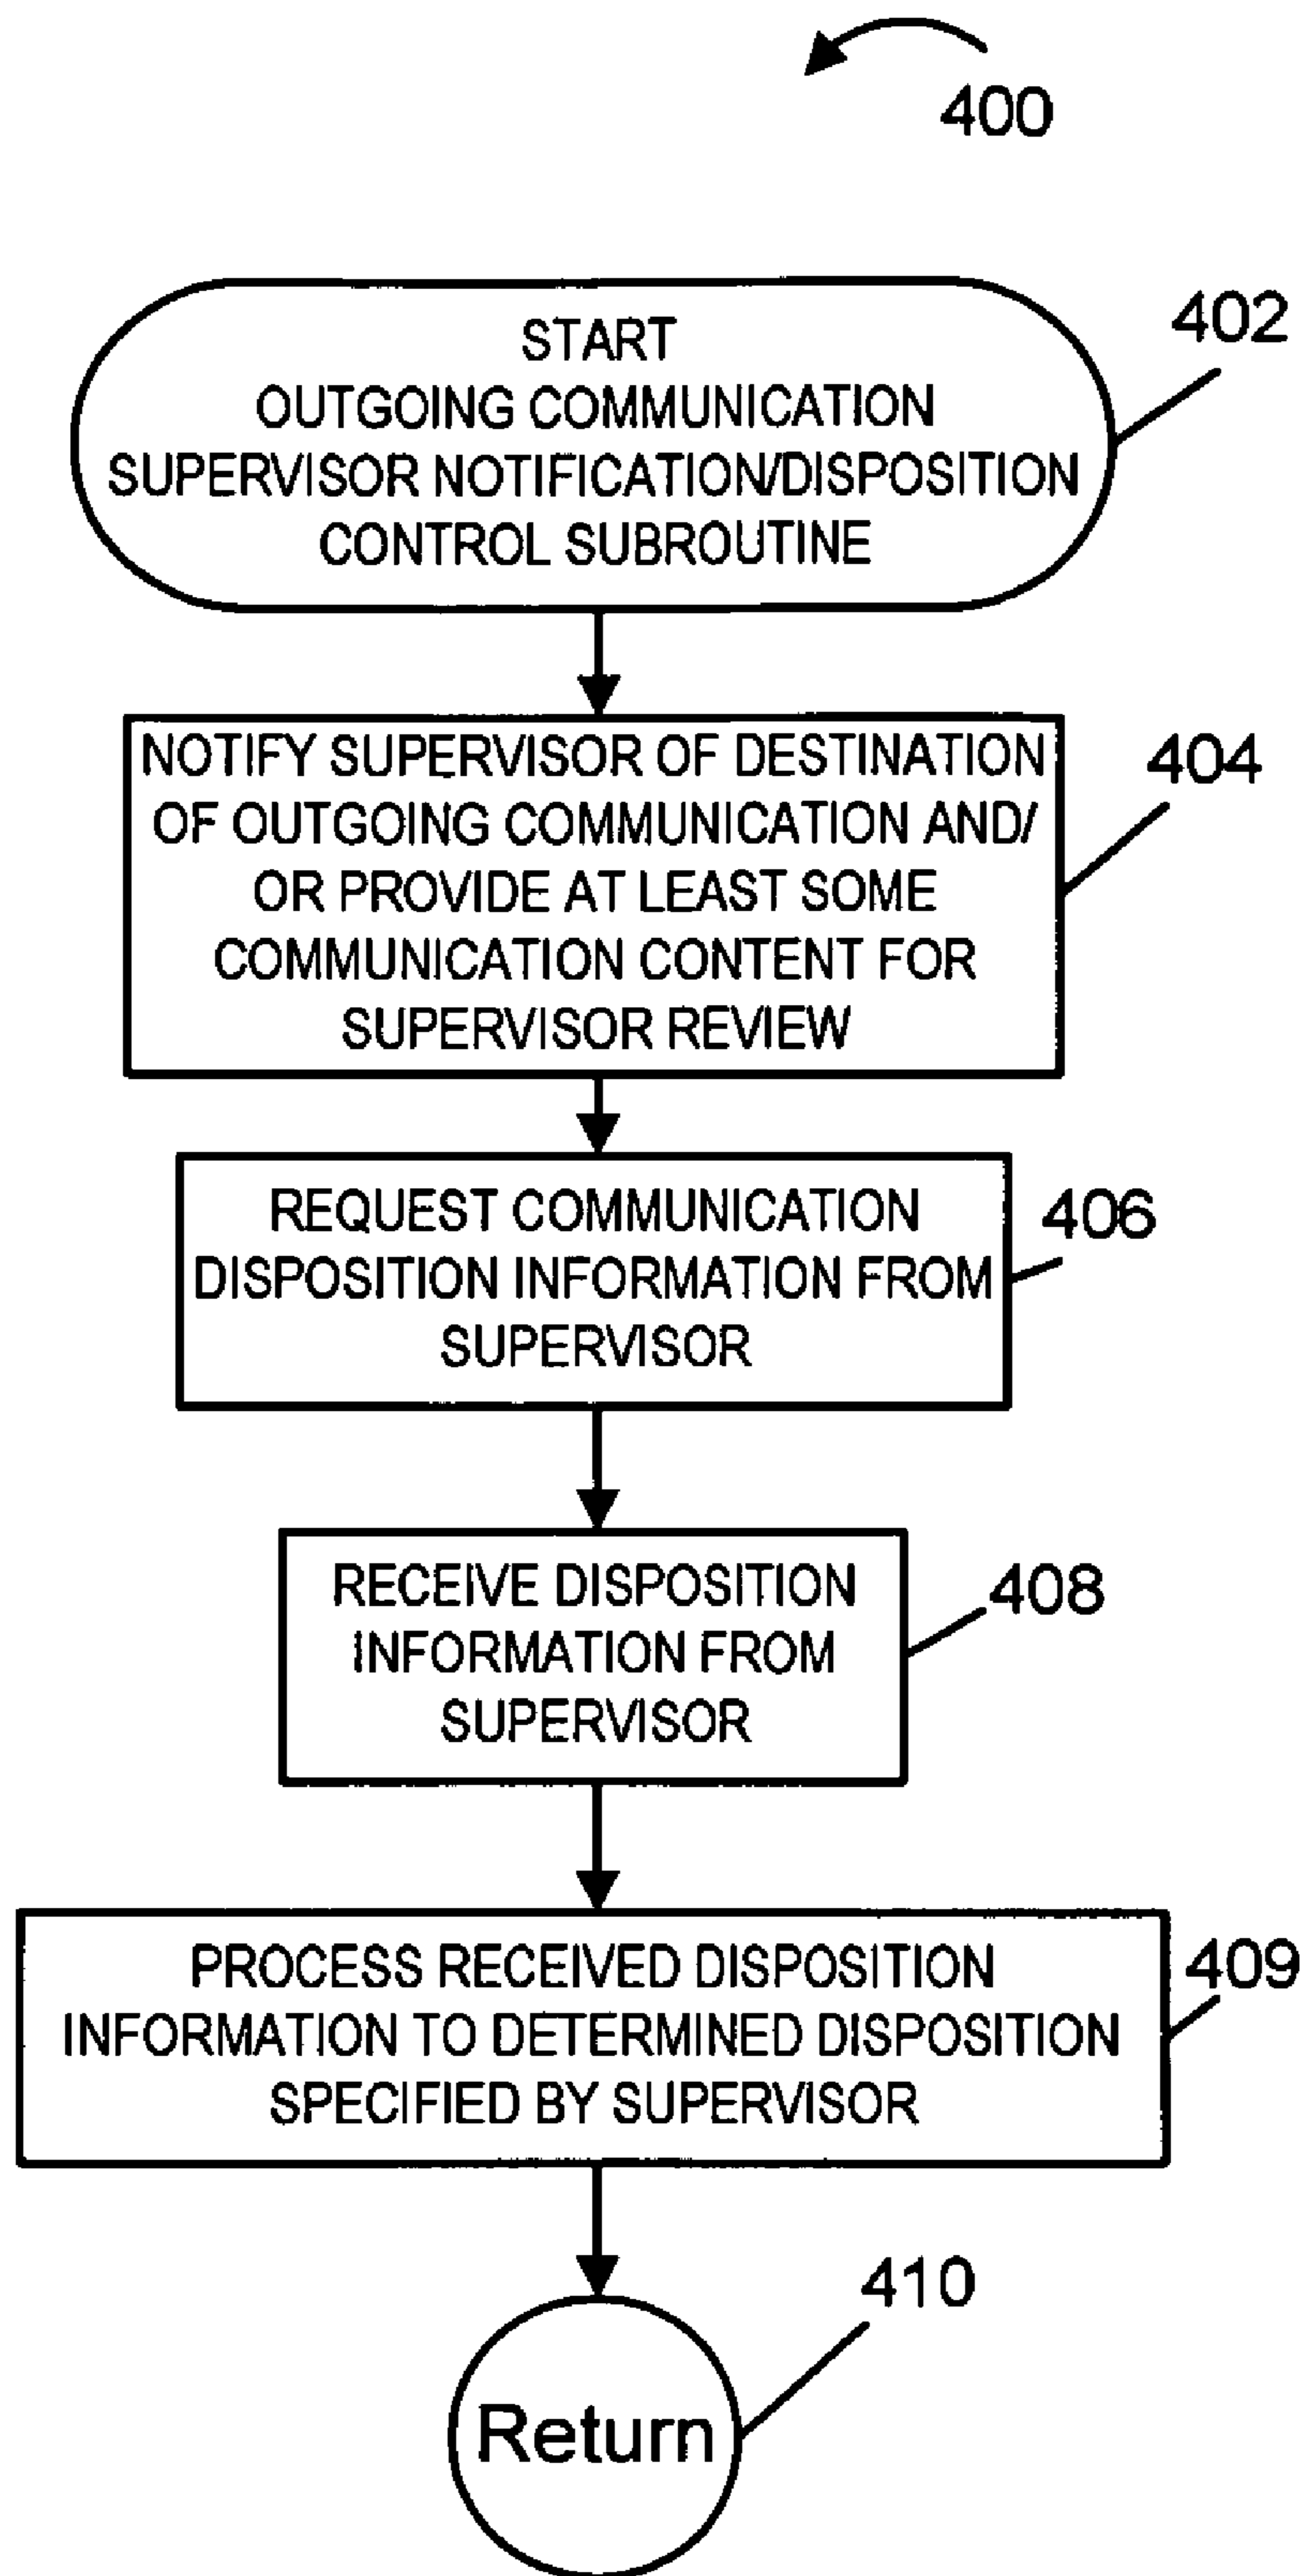 400
START
OUTGOING COMMUNICATION
SUPERVISOR NOTIFICATION/DISPOSITION
CONTROL SUBROUTINE
402
NOTIFY SUPERVISOR OF DESTINATION
OF OUTGOING COMMUNICATION AND/
OR PROVIDE AT LEAST SOME
COMMUNICATION CONTENT FOR
SUPERVISOR REVIEW
404
REQUEST COMMUNICATION
DISPOSITION INFORMATION FROM
SUPERVISOR
406
RECEIVE DISPOSITION
INFORMATION FROM
SUPERVISOR
408
PROCESS RECEIVED DISPOSITION
INFORMATION TO DETERMINED DISPOSITION
SPECIFIED BY SUPERVISOR
409
Return
410